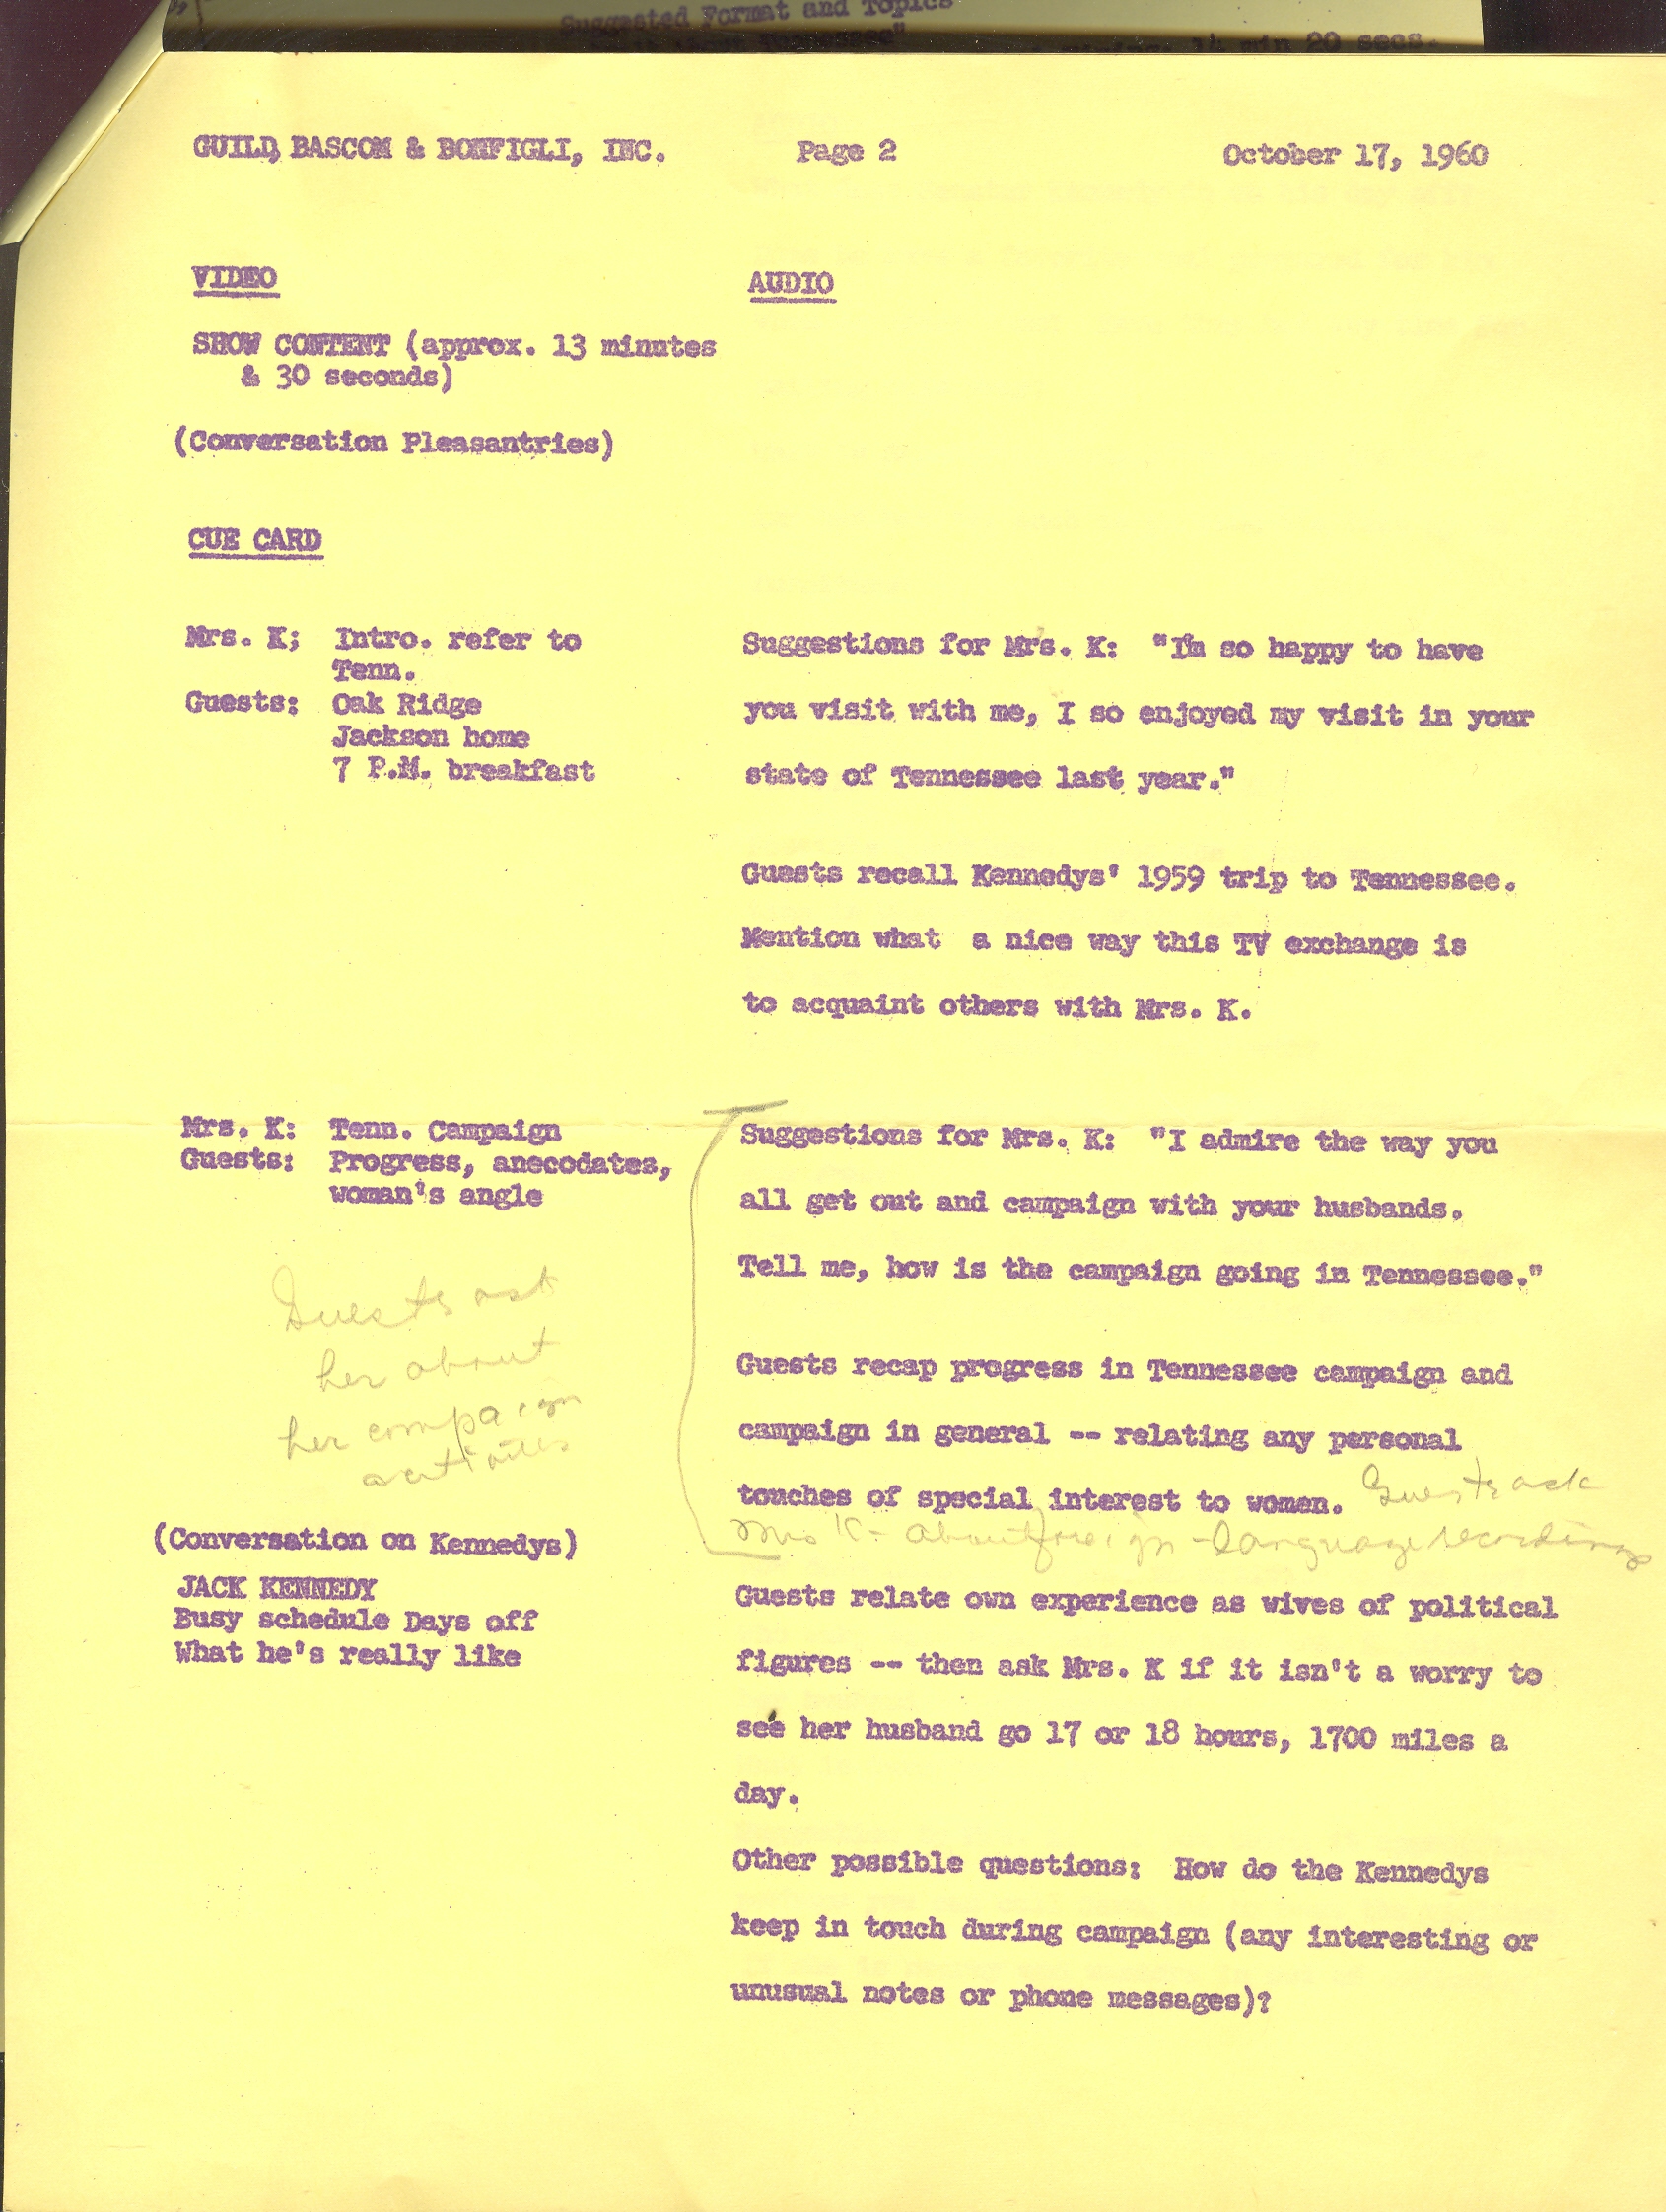 Suggested Format and Topics
14 min 20 secs.
GUILD, BASCOM & BONFIGLI, INC. Page 2 October 17, 1960
VIDEO AUDIO
SHOW CONTENT (approx. 13 minutes
& 30 seconds)
(Conversation Pleasantries)
CUE CARD
Mrs. K; Intro. refer to
Tenn.
Guests: Oak Ridge
Jackson home
7 P.M. breakfast
Suggestions for Mrs. K: "I'm so happy to have
you visit with me, I so enjoyed my visit in your
state of Tennessee last year."
Guests recall Kennedys' 1959 trip to Tennessee.
Mention what a nice way this TV exchange is
to acquaint others with Mrs. K.
Mrs. K: Tenn. Campaign
Guests: Progress, anecodates,
woman's angle
Guests ask
her about
her campaign
activities
Suggestions for Mrs. K: "I admire the way you
all get out and campaign with your husbands.
Tell me, how is the campaign going in Tennessee."
Guests recap progress in Tennessee campaign and
campaign in general -- relating any personal
touches of special interest to women. Guests ask
Mrs K - about foreign-language recordings
(Conversation on Kennedys)
JACK KENNEDY
Busy schedule Days off
What he's really like
Guests relate own experience as wives of political
figures -- then ask Mrs. K if it isn't a worry to
see her husband go 17 or 18 hours, 1700 miles a
day.
Other possible questions: How do the Kennedys
keep in touch during campaign (any interesting or
unusual notes or phone messages)?